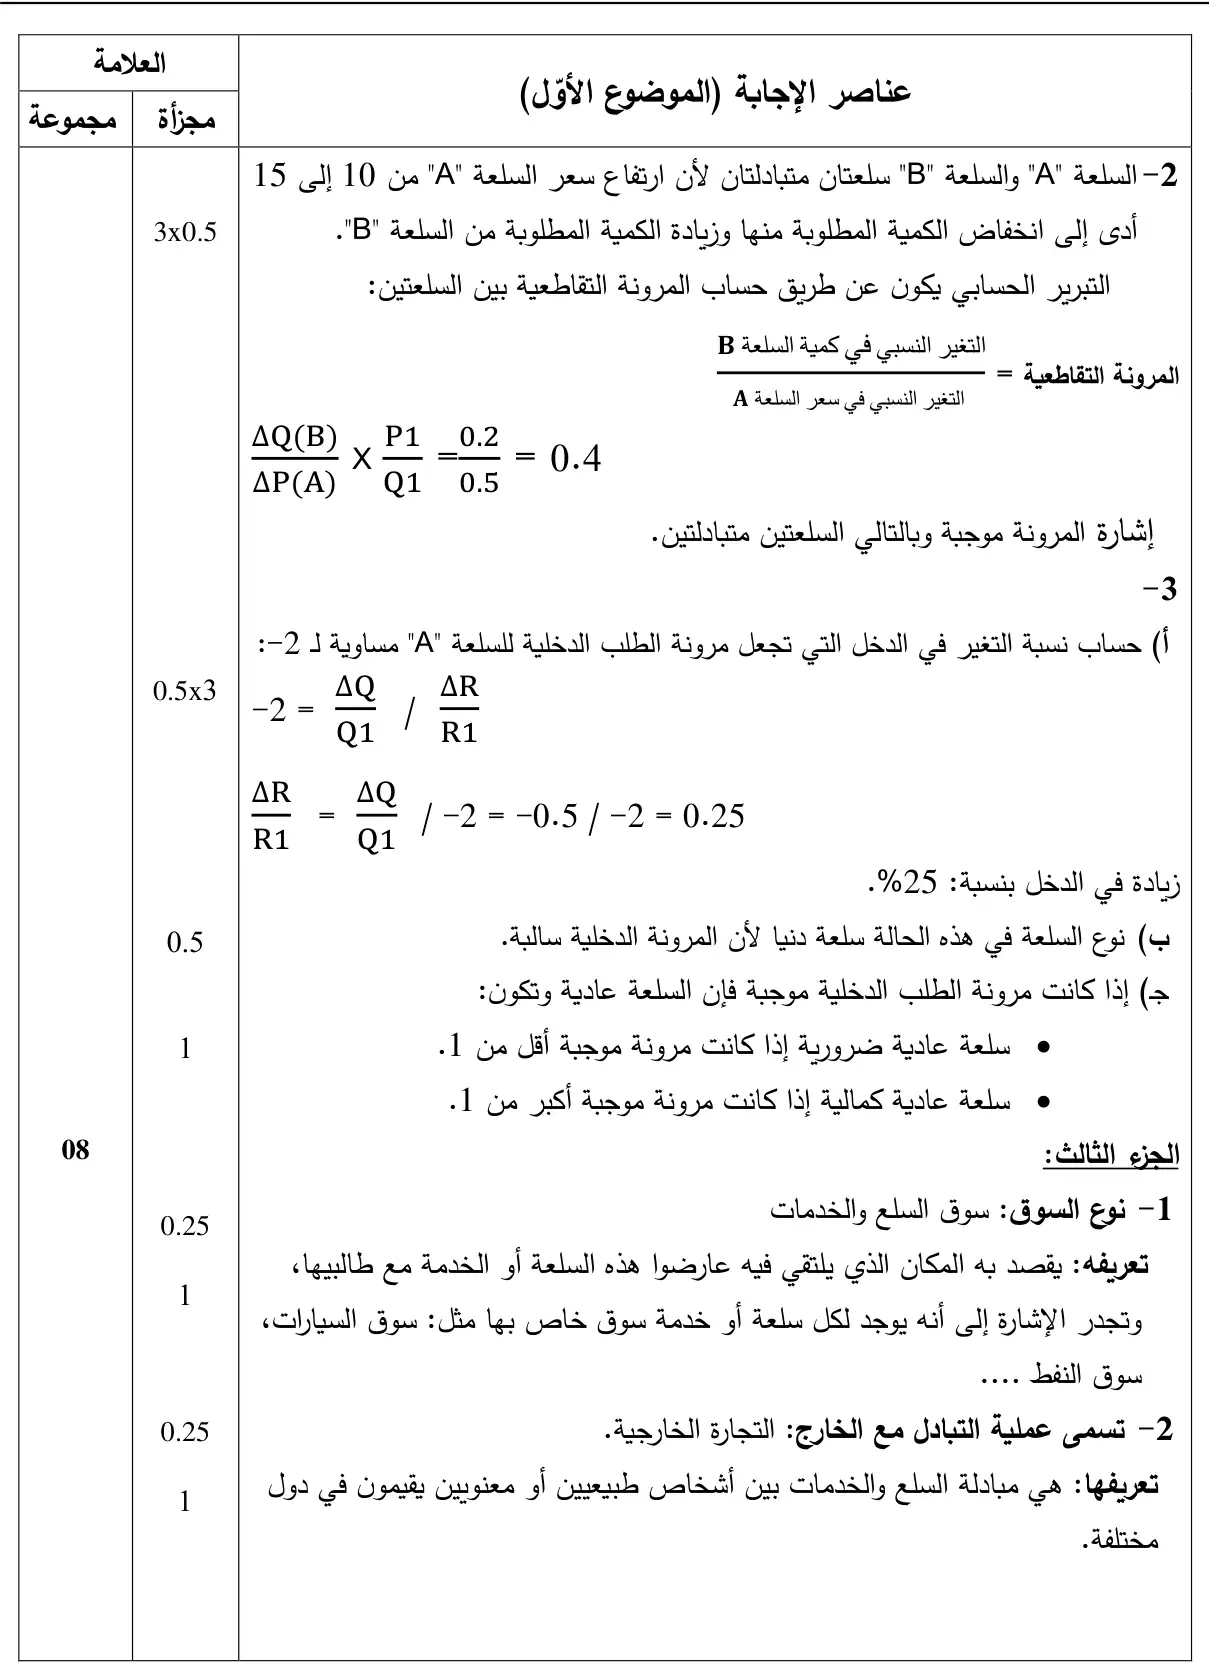 العلامة
عناصر الإجابة (الموضوع الأوّل)
مجزأة
مجموعة
2- السلعة "A" والسلعة "B" سلعتان متبادلتان لأن ارتفاع سعر السلعة "A" من 10 إلى 15
أدى إلى انخفاض الكمية المطلوبة منها وزيادة الكمية المطلوبة من السلعة "B".
3x0.5
التبرير الحسابي يكون عن طريق حساب المرونة التقاطعية بين السلعتين:
المرونة التقاطعية = التغير النسبي في كمية السلعة B / التغير النسبي في سعر السلعة A
ΔQ(B)/ΔP(A) X P1/Q1 = 0.2/0.5 = 0.4
إشارة المرونة موجبة وبالتالي السلعتين متبادلتين.
3-
أ) حساب نسبة التغير في الدخل التي تجعل مرونة الطلب الدخلية للسلعة "A" مساوية لـ 2-:
0.5x3
-2 = ΔQ/Q1 / ΔR/R1
ΔR/R1 = ΔQ/Q1 / -2 = -0.5 / -2 = 0.25
زيادة في الدخل بنسبة: 25%.
ب) نوع السلعة في هذه الحالة سلعة دنيا لأن المرونة الدخلية سالبة.
0.5
جـ) إذا كانت مرونة الطلب الدخلية موجبة فإن السلعة عادية وتكون:
• سلعة عادية ضرورية إذا كانت مرونة موجبة أقل من 1.
1
• سلعة عادية كمالية إذا كانت مرونة موجبة أكبر من 1.
الجزء الثالث:
08
1- نوع السوق: سوق السلع والخدمات
0.25
تعريفه: يقصد به المكان الذي يلتقي فيه عارضوا هذه السلعة أو الخدمة مع طالبيها،
1
وتجدر الإشارة إلى أنه يوجد لكل سلعة أو خدمة سوق خاص بها مثل: سوق السيارات،
سوق النفط ....
2- تسمى عملية التبادل مع الخارج: التجارة الخارجية.
0.25
تعريفها: هي مبادلة السلع والخدمات بين أشخاص طبيعيين أو معنويين يقيمون في دول
1
مختلفة.